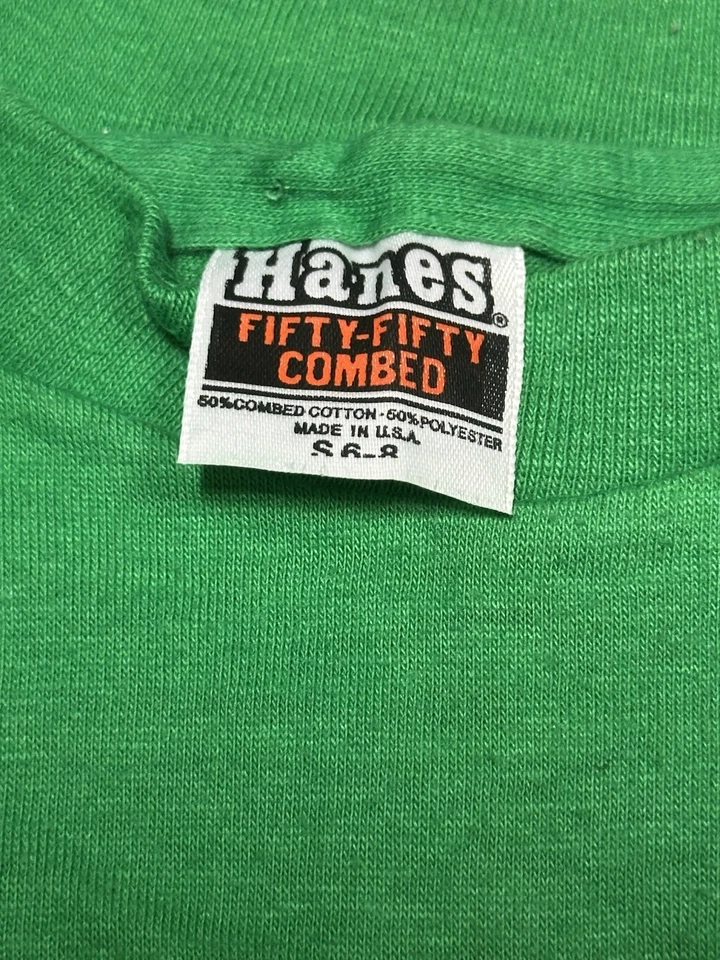 Hanes®
FIFTY-FIFTY
COMBED
50%COMBED COTTON-50%POLYESTER
MADE IN U.S.A.
S 6-8